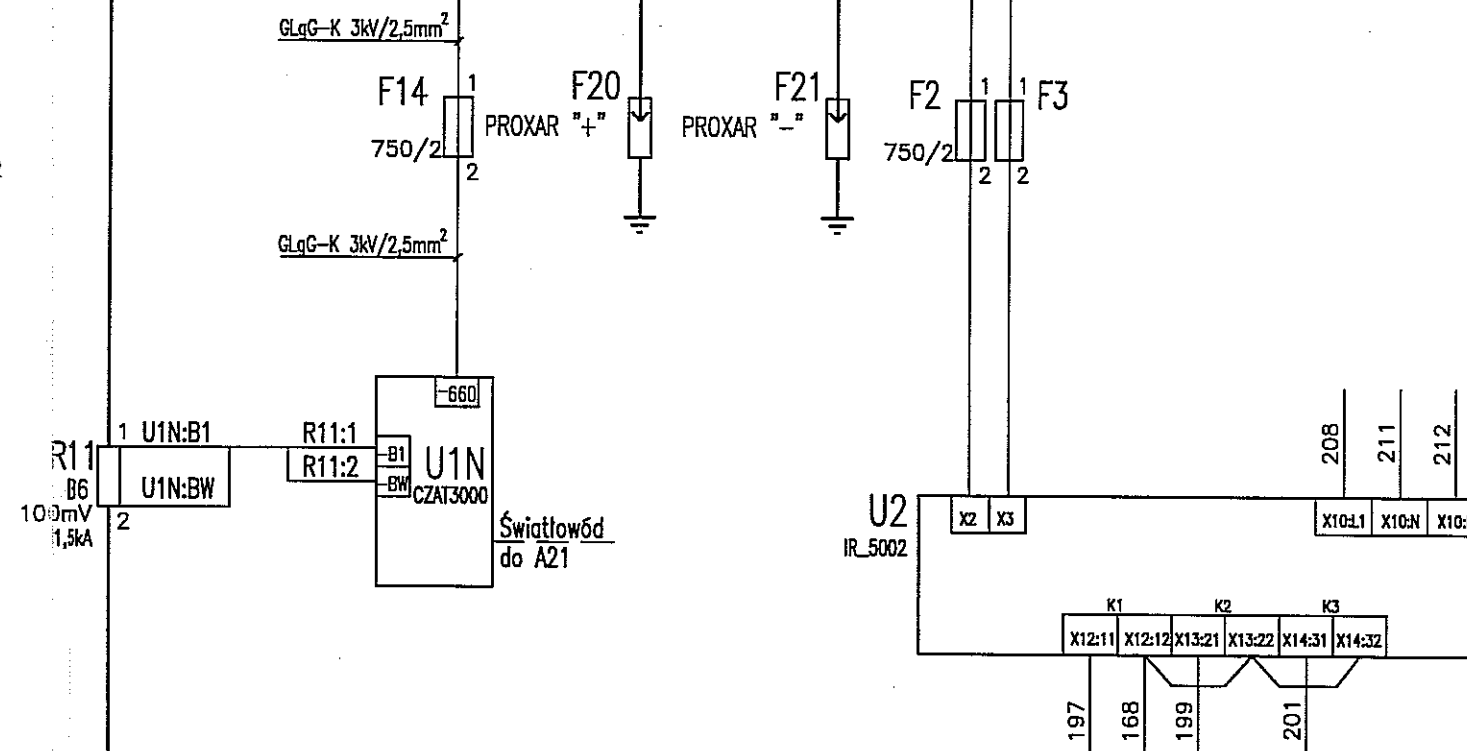 GLgG-K 3kV/2,5mm²
F14
1
750/2
2
PROXAR "+"
F20
PROXAR "-"
F21
F2
1
1
F3
750/2
2
2
GLgG-K 3kV/2,5mm²
-660
R11
1
U1N:B1
R11:1
-B1
U1N
B6
U1N:BW
R11:2
-BW
CZAT3000
100mV
2
1,5kA
Światłowód
do A21
208
211
212
U2
X2
X3
X10:L1
X10:N
X10:
IR_5002
K1
K2
K3
X12:11
X12:12
X13:21
X13:22
X14:31
X14:32
197
168
199
201